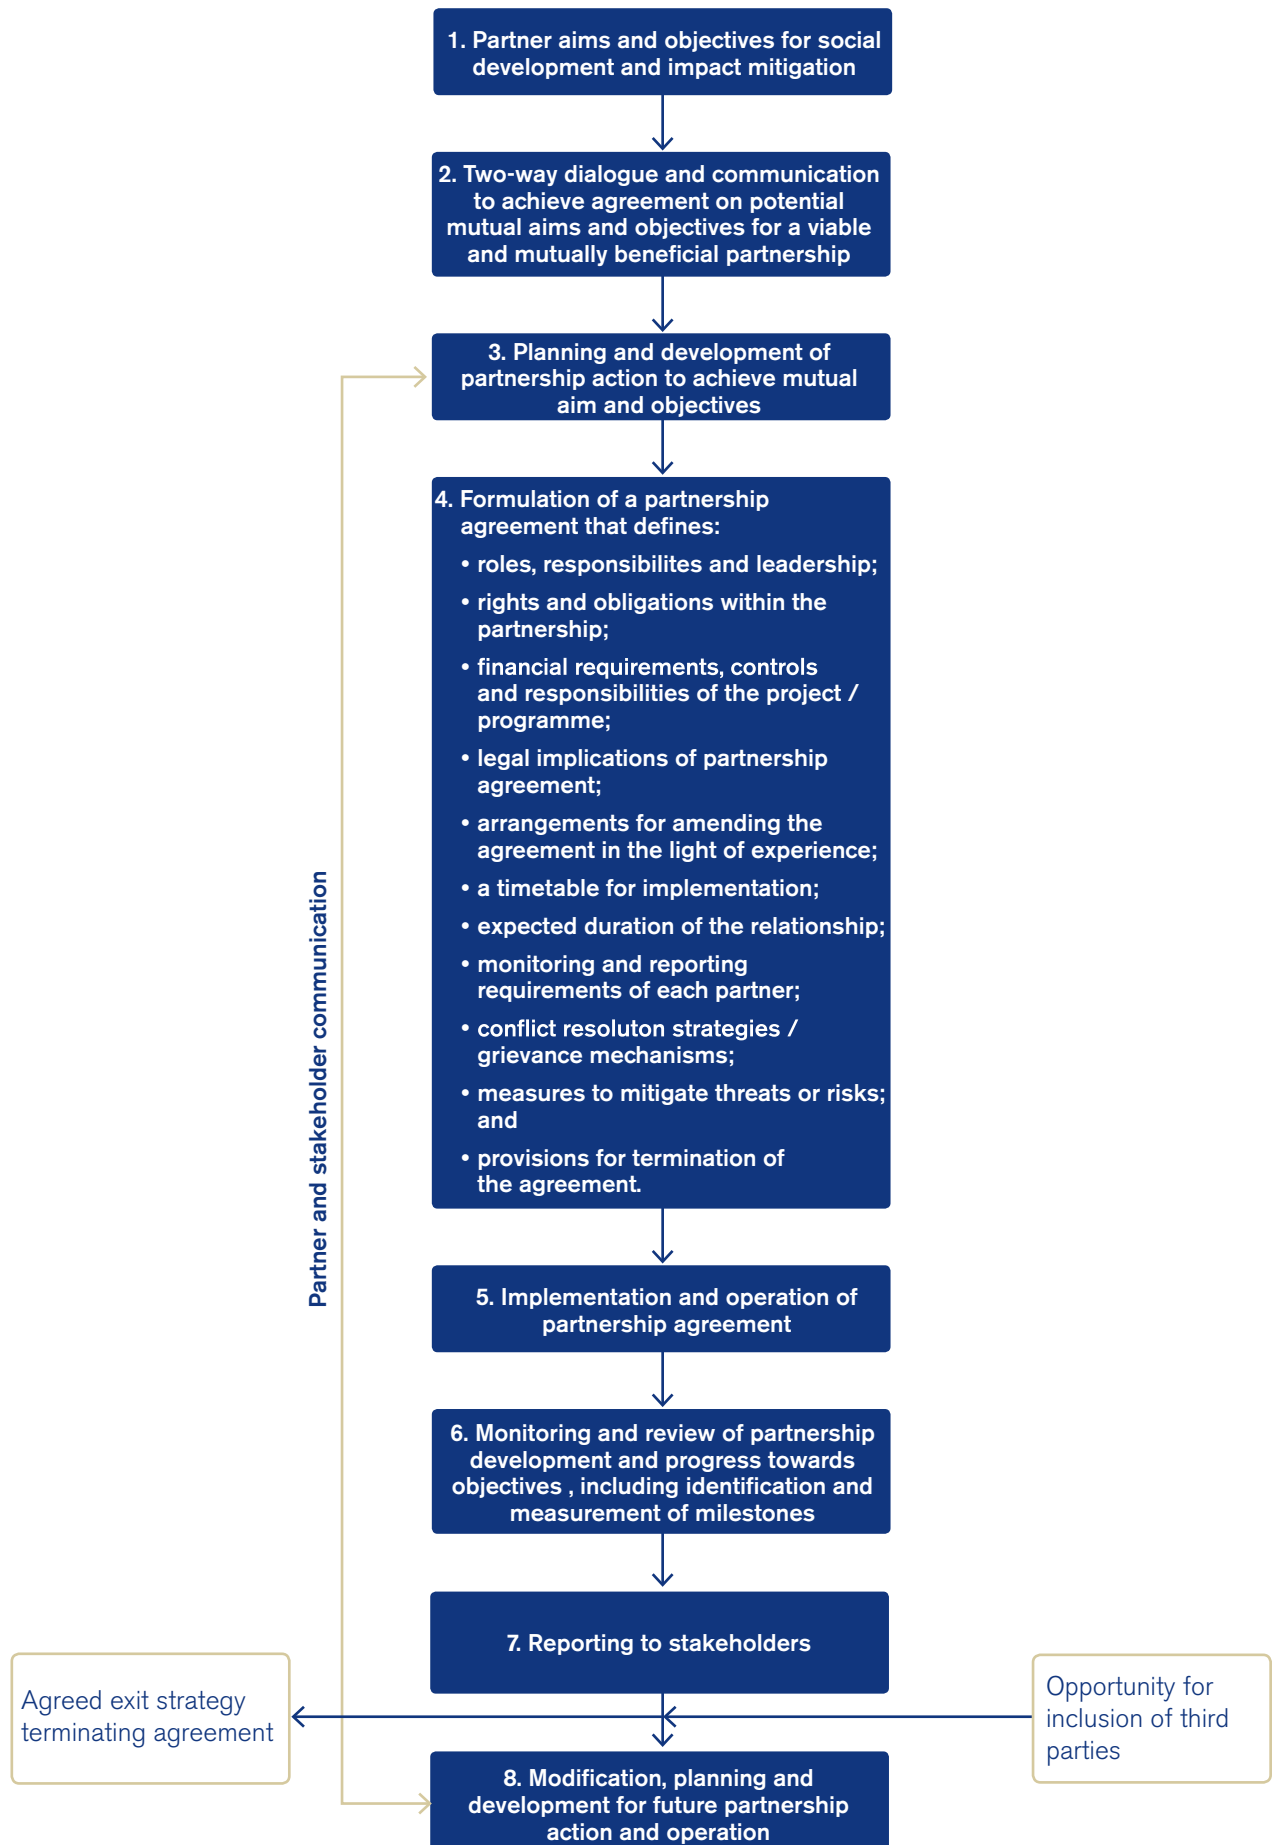 1. Partner aims and objectives for social
development and impact mitigation
2. Two-way dialogue and communication
to achieve agreement on potential
mutual aims and objectives for a viable
and mutually beneficial partnership
3. Planning and development of
partnership action to achieve mutual
aim and objectives
4. Formulation of a partnership
agreement that defines:
• roles, responsibilites and leadership;
• rights and obligations within the
partnership;
• financial requirements, controls
and responsibilities of the project /
programme;
• legal implications of partnership
agreement;
• arrangements for amending the
agreement in the light of experience;
• a timetable for implementation;
• expected duration of the relationship;
• monitoring and reporting
requirements of each partner;
• conflict resoluton strategies /
grievance mechanisms;
• measures to mitigate threats or risks;
and
• provisions for termination of
the agreement.
Partner and stakeholder communication
5. Implementation and operation of
partnership agreement
6. Monitoring and review of partnership
development and progress towards
objectives , including identification and
measurement of milestones
7. Reporting to stakeholders
Agreed exit strategy
terminating agreement
Opportunity for
inclusion of third
parties
8. Modification, planning and
development for future partnership
action and operation